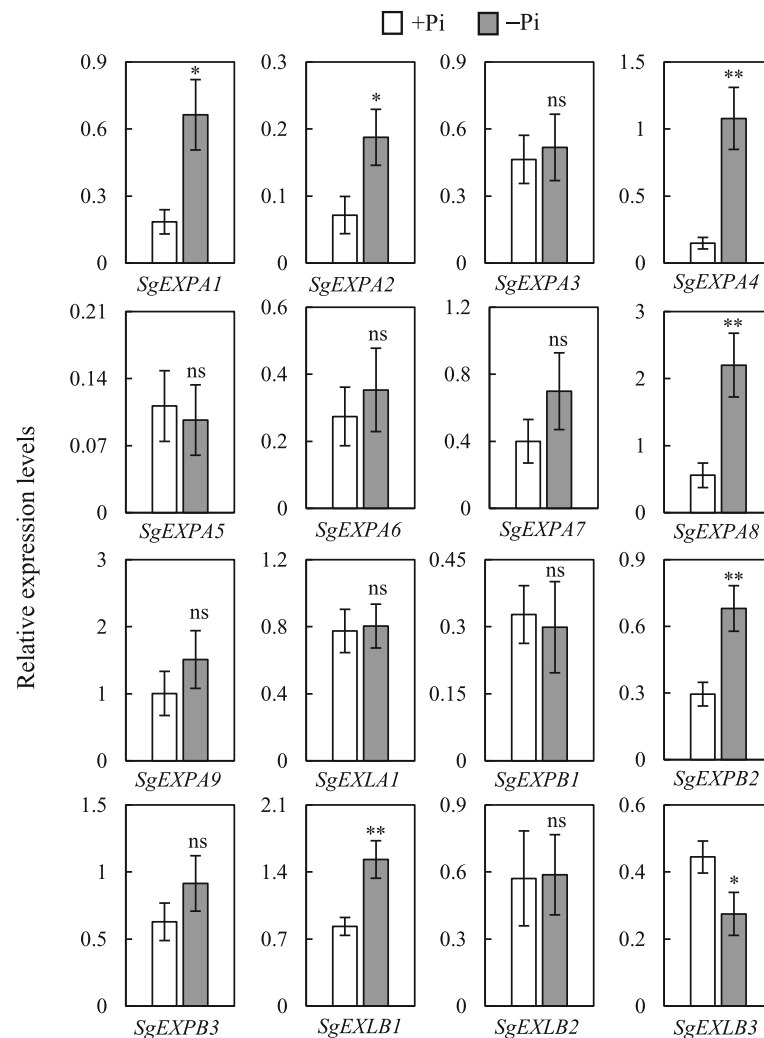 +Pi −Pi
Relative expression levels
0.9
0.6
0.3
0
*
SgEXPA1
0.3
0.2
0.1
0
*
SgEXPA2
0.9
0.6
0.3
0
ns
SgEXPA3
1.5
1
0.5
0
**
SgEXPA4
0.21
0.14
0.07
0
ns
SgEXPA5
0.6
0.4
0.2
0
ns
SgEXPA6
1.2
0.8
0.4
0
ns
SgEXPA7
3
2
1
0
**
SgEXPA8
3
2
1
0
ns
SgEXPA9
1.2
0.8
0.4
0
ns
SgEXLA1
0.45
0.3
0.15
0
ns
SgEXPB1
0.9
0.6
0.3
0
**
SgEXPB2
1.5
1
0.5
0
ns
SgEXPB3
2.1
1.4
0.7
0
**
SgEXLB1
0.9
0.6
0.3
0
ns
SgEXLB2
0.6
0.4
0.2
0
*
SgEXLB3